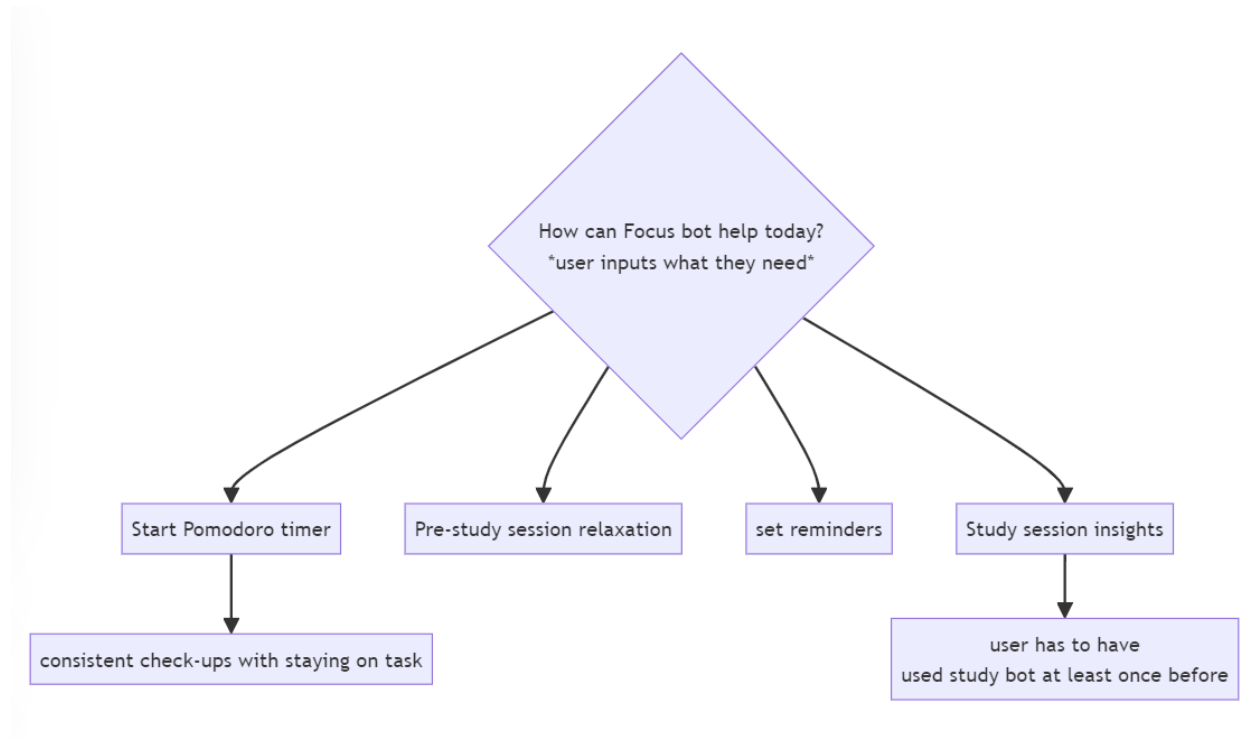 How can Focus bot help today?
*user inputs what they need*
Start Pomodoro timer
Pre-study session relaxation
set reminders
Study session insights
consistent check-ups with staying on task
user has to have
used study bot at least once before